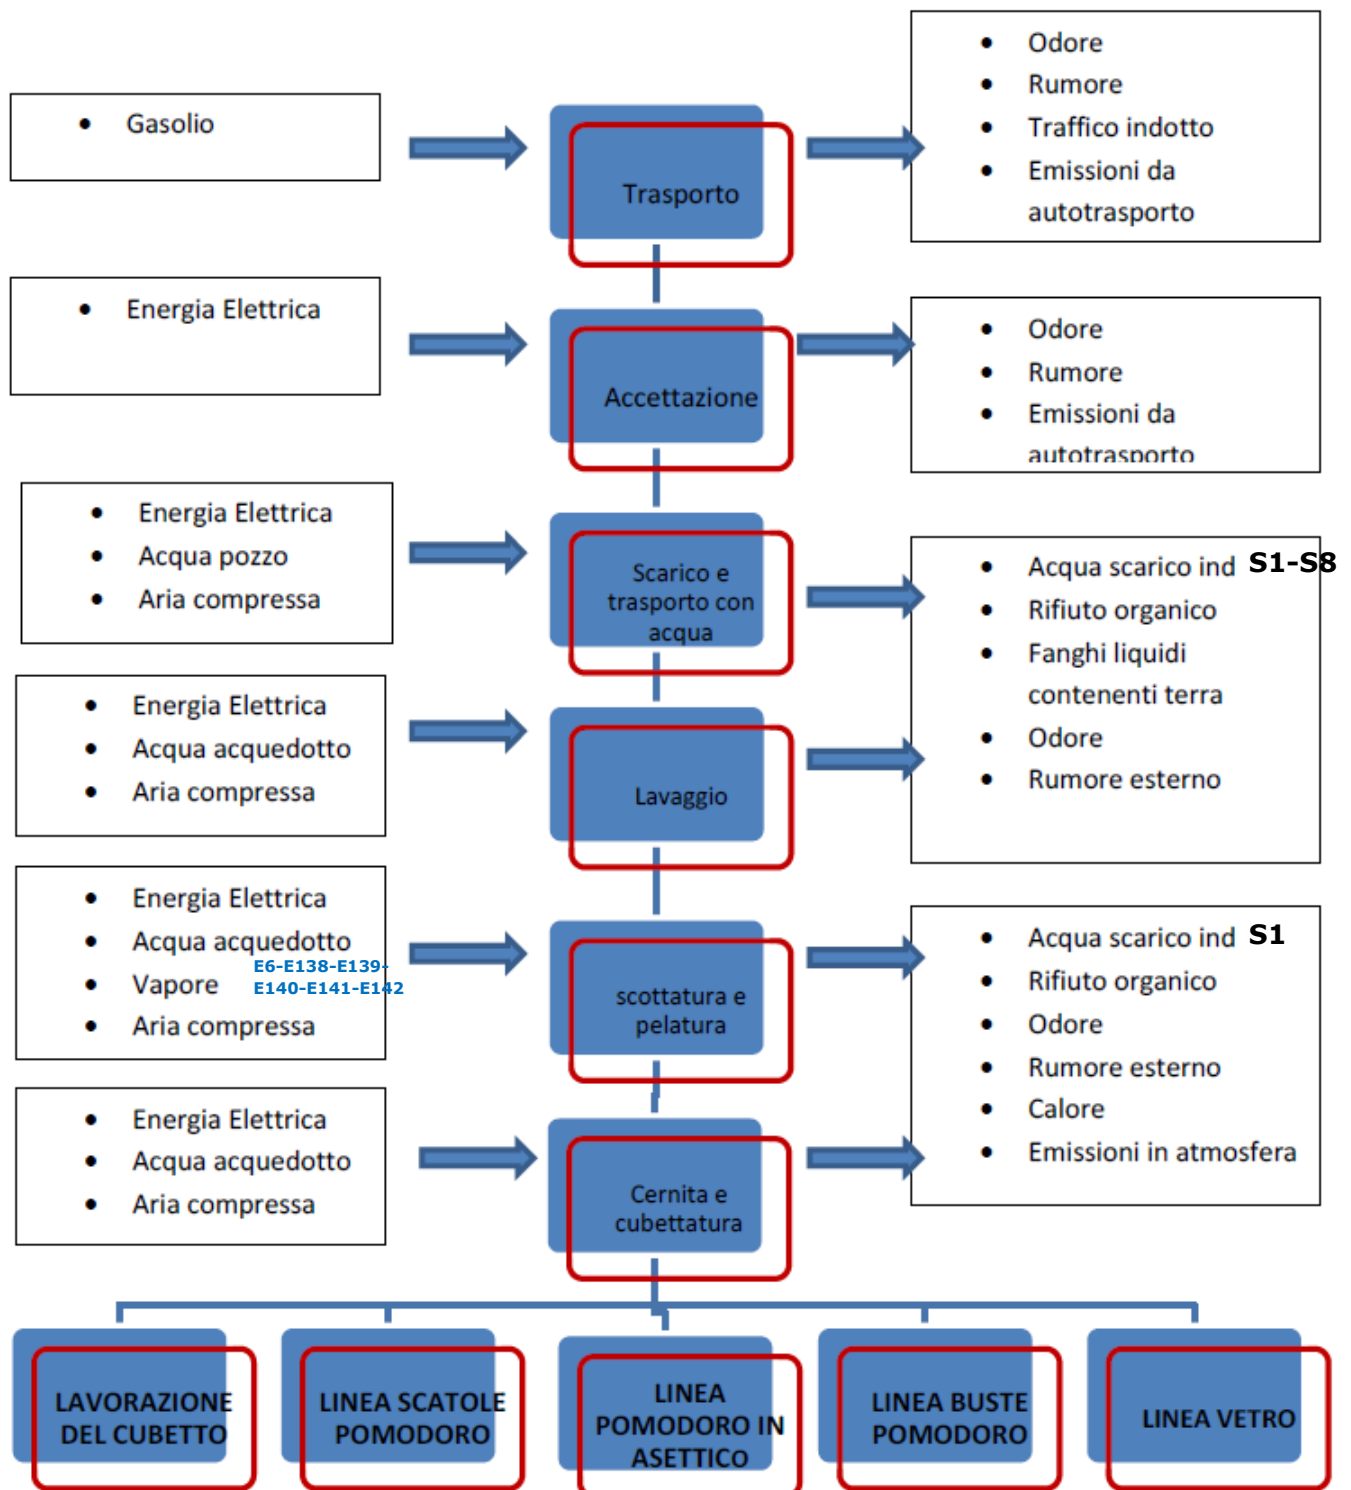 • Gasolio
Trasporto
• Odore
• Rumore
• Traffico indotto
• Emissioni da
autotrasporto
• Energia Elettrica
Accettazione
• Odore
• Rumore
• Emissioni da
autotrasporto
• Energia Elettrica
• Acqua pozzo
• Aria compressa
Scarico e
trasporto con
acqua
• Acqua scarico ind S1-S8
• Rifiuto organico
• Fanghi liquidi
contenenti terra
• Odore
• Rumore esterno
• Energia Elettrica
• Acqua acquedotto
• Aria compressa
Lavaggio
• Energia Elettrica
• Acqua acquedotto
• Vapore
E6-E138-E139-
E140-E141-E142
• Aria compressa
scottatura e
pelatura
• Acqua scarico ind S1
• Rifiuto organico
• Odore
• Rumore esterno
• Calore
• Emissioni in atmosfera
• Energia Elettrica
• Acqua acquedotto
• Aria compressa
Cernita e
cubettatura
LAVORAZIONE
DEL CUBETTO
LINEA SCATOLE
POMODORO
LINEA
POMODORO IN
ASETTICO
LINEA BUSTE
POMODORO
LINEA VETRO